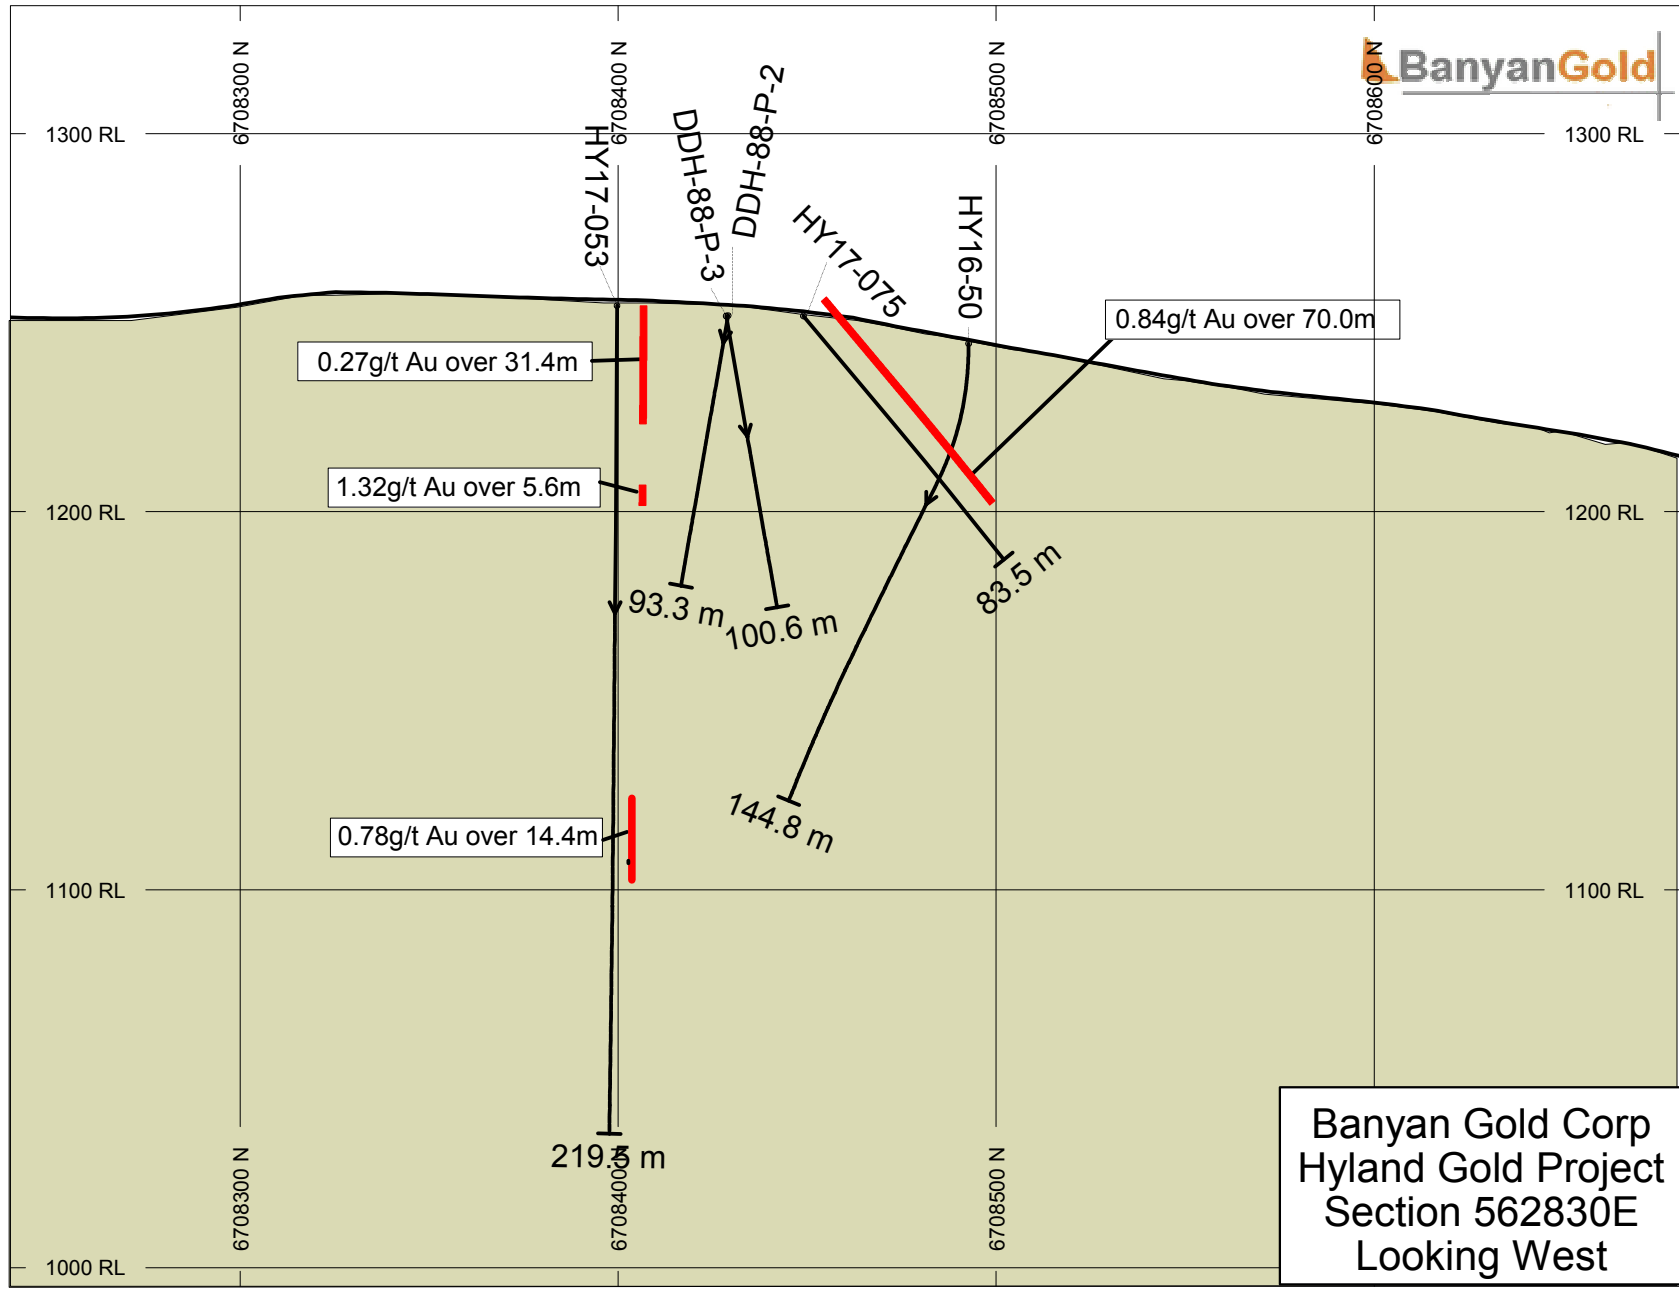 6708300 N
6708400 N
6708500 N
6708600 N
BanyanGold
1300 RL
1300 RL
HY17-053
DDH-88-P-3
DDH-88-P-2
HY17-075
HY16-50
0.84g/t Au over 70.0m
0.27g/t Au over 31.4m
1.32g/t Au over 5.6m
1200 RL
1200 RL
83.5 m
93.3 m
100.6 m
144.8 m
0.78g/t Au over 14.4m
1100 RL
1100 RL
219.5 m
6708300 N
6708400 N
6708500 N
Banyan Gold Corp
Hyland Gold Project
Section 562830E
Looking West
1000 RL